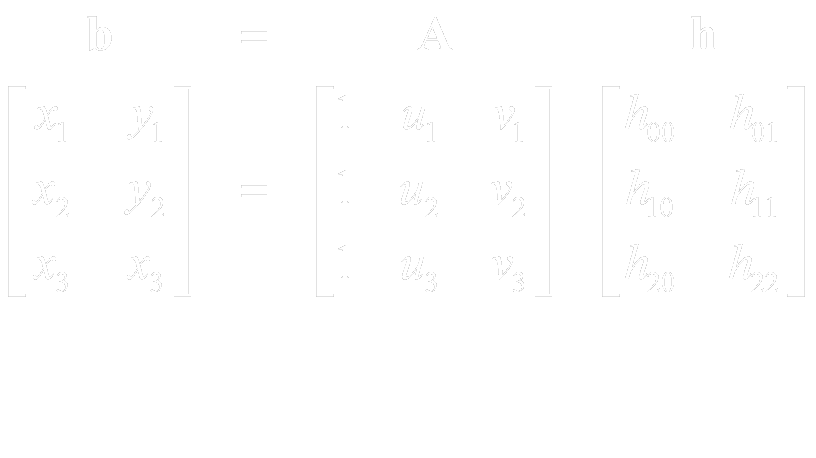 b = A h
x₁ y₁ 1 u₁ v₁ h₀₀ h₀₁
x₂ y₂ = 1 u₂ v₂ h₁₀ h₁₁
x₃ x₃ 1 u₃ v₃ h₂₀ h₂₂